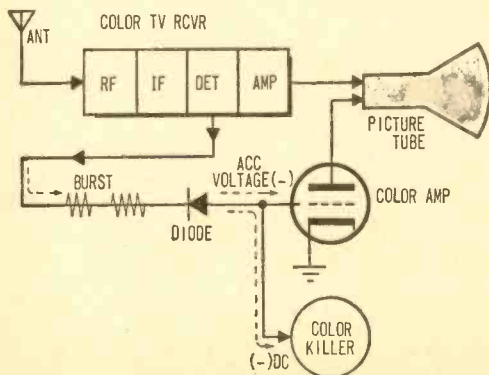 COLOR TV RCVR
ANT
RF IF DET AMP
PICTURE
TUBE
ACC
VOLTAGE(-)
BURST
COLOR AMP
DIODE
COLOR
KILLER
(-)DC